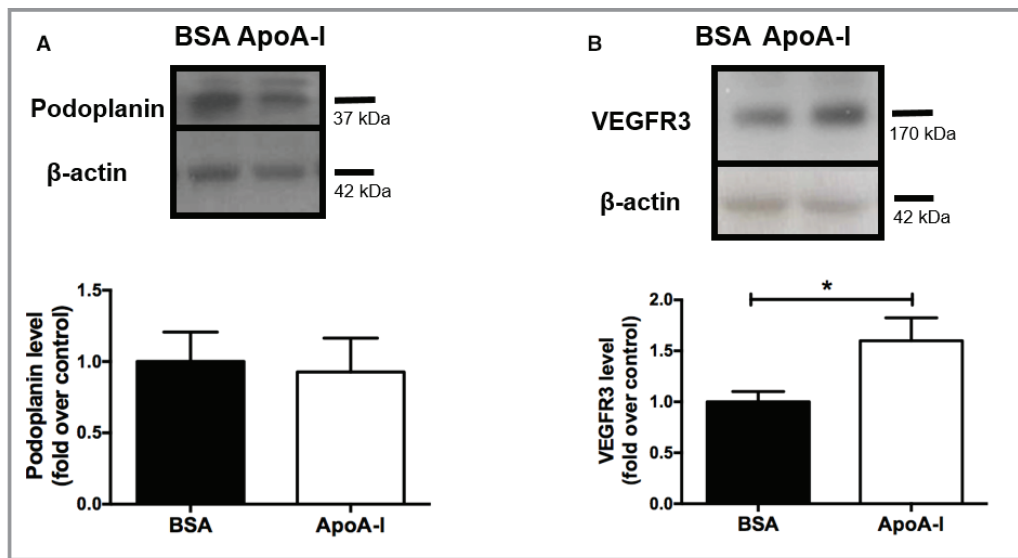 A
BSA ApoA-I
Podoplanin
37 kDa
β-actin
42 kDa
1.5
1.0
0.5
0.0
Podoplanin level
(fold over control)
BSA
ApoA-I
B
BSA ApoA-I
VEGFR3
170 kDa
β-actin
42 kDa
*
2.0
1.5
1.0
0.5
0.0
VEGFR3 level
(fold over control)
BSA
ApoA-I